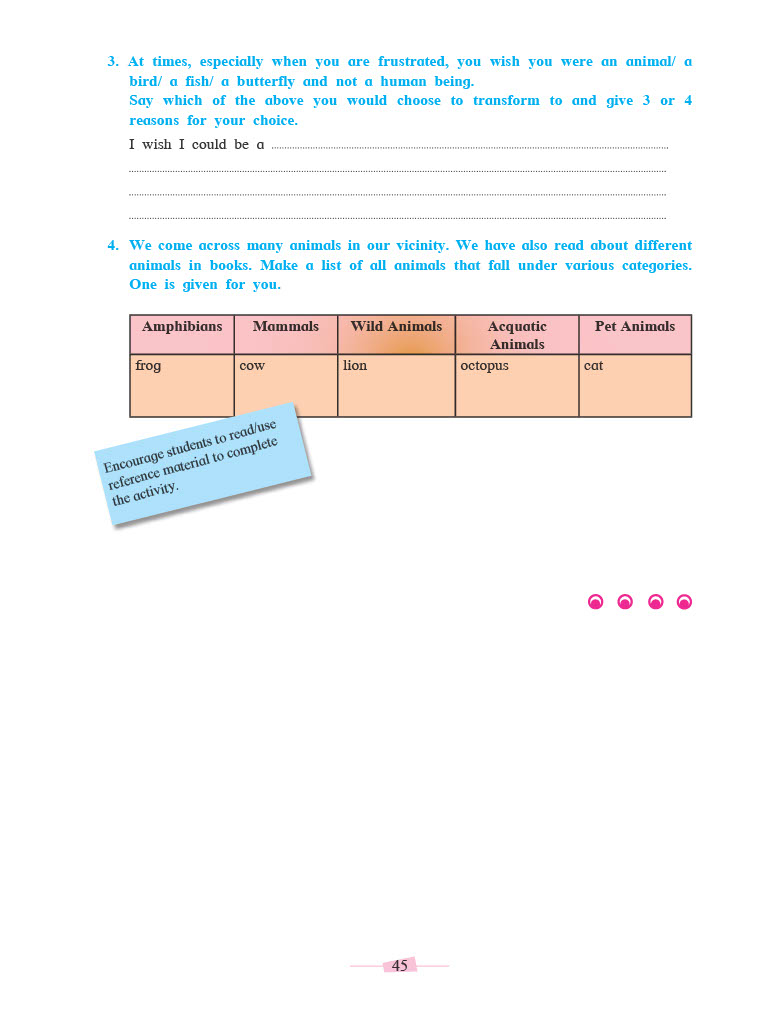 3. At times, especially when you are frustrated, you wish you were an animal/ a
bird/ a fish/ a butterfly and not a human being.
Say which of the above you would choose to transform to and give 3 or 4
reasons for your choice.
I wish I could be a
4. We come across many animals in our vicinity. We have also read about different
animals in books. Make a list of all animals that fall under various categories.
One is given for you.
Amphibians Mammals Wild Animals Acquatic Animals Pet Animals
frog cow lion octopus cat
Encourage students to read/use
reference material to complete
the activity.
45